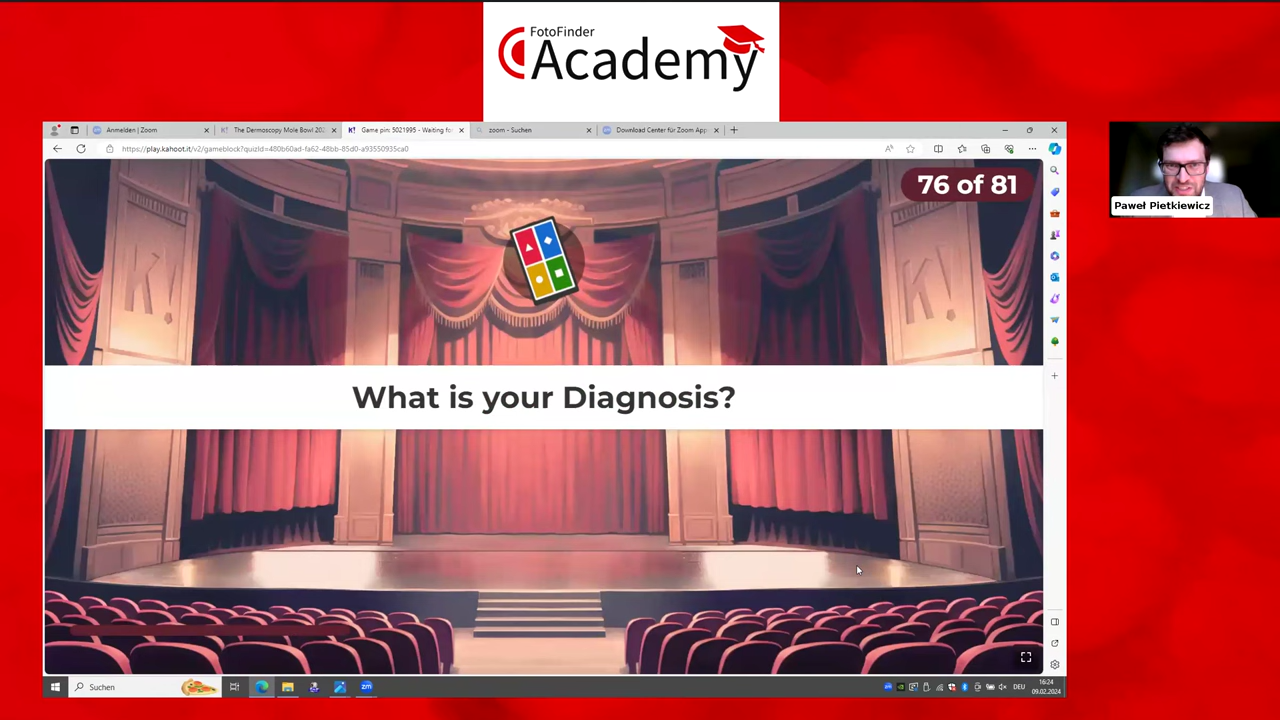 FotoFinder
Academy
Anmelden | Zoom
The Dermoscopy Mole Bowl 202
Game pin: 5021995 - Waiting fo
zoom - Suchen
Download Center für Zoom App
https://play.kahoot.it/v2/gameblock?quizId=480b60ad-fa62-48bb-85d0-a93550935ca0
76 of 81
K!
K!
Paweł Pietkiewicz
What is your Diagnosis?
Suchen
zm
DEU
16:24
09.02.2024